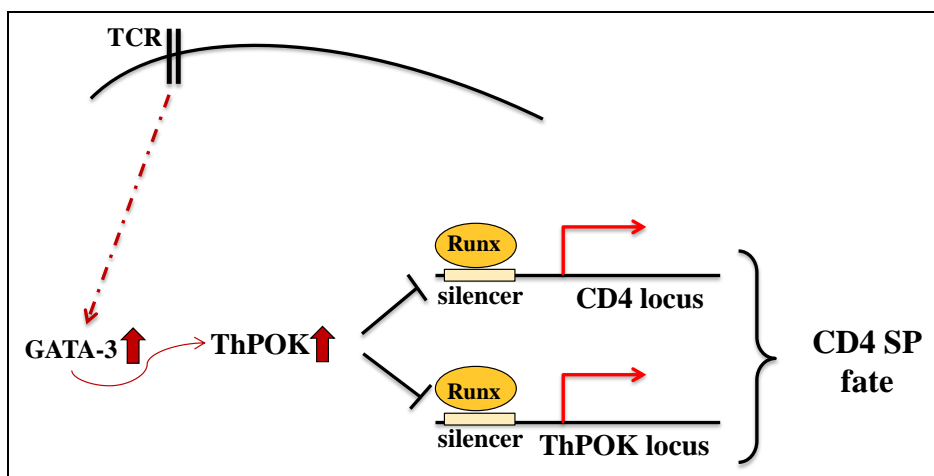 TCR
Runx
silencer
CD4 locus
GATA-3
ThPOK
CD4 SP
fate
Runx
silencer
ThPOK locus